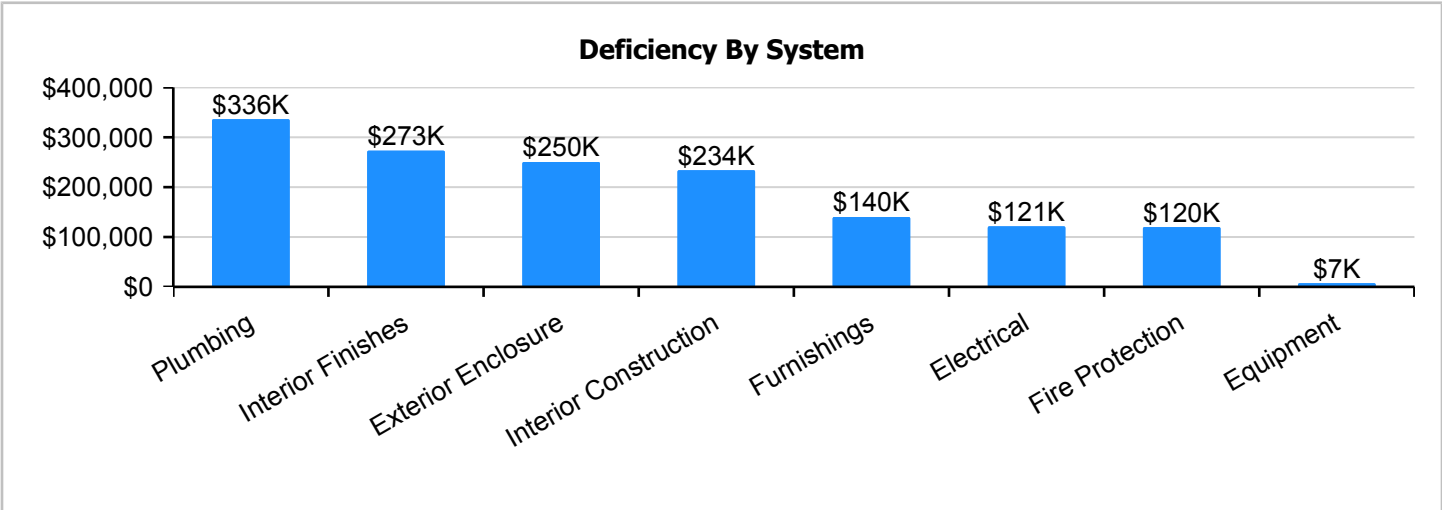 Deficiency By System
$400,000
$300,000
$200,000
$100,000
$0
$336K
$273K
$250K
$234K
$140K
$121K
$120K
$7K
Plumbing
Interior Finishes
Exterior Enclosure
Interior Construction
Furnishings
Electrical
Fire Protection
Equipment